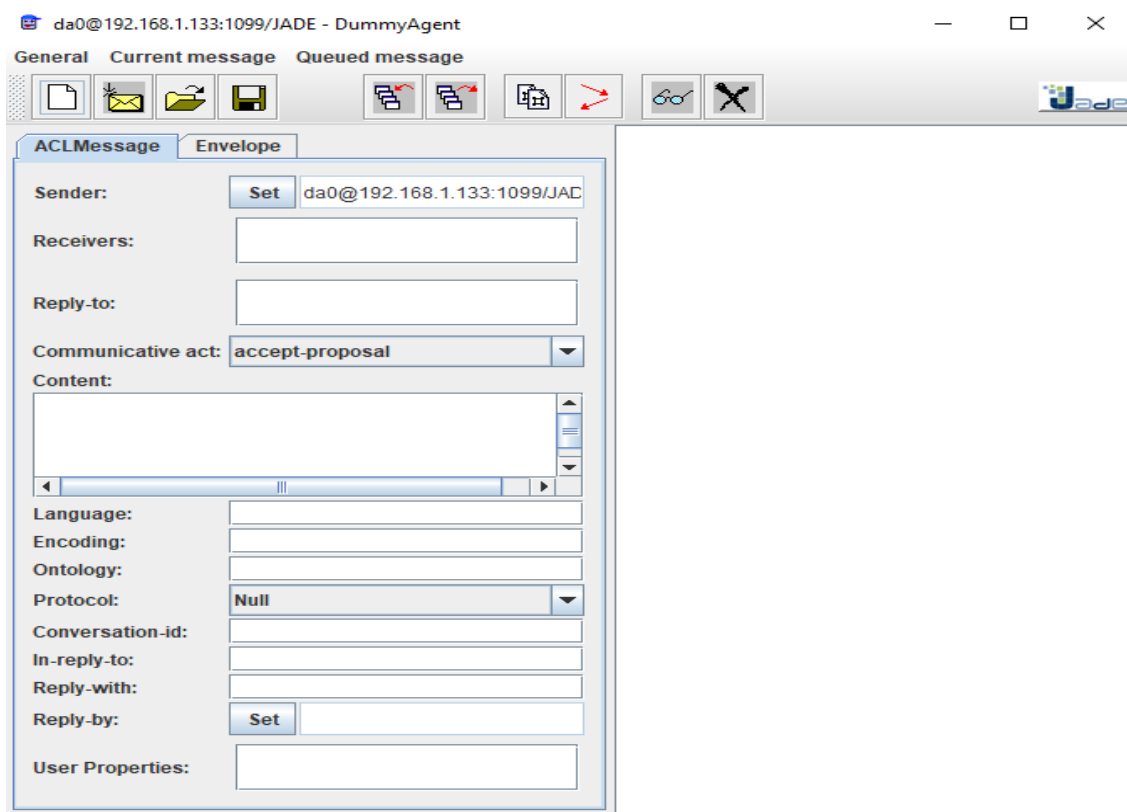 da0@192.168.1.133:1099/JADE - DummyAgent
General Current message Queued message
Jade
ACLMessage Envelope
Sender: Set da0@192.168.1.133:1099/JAD
Receivers:
Reply-to:
Communicative act: accept-proposal
Content:
Language:
Encoding:
Ontology:
Protocol: Null
Conversation-id:
In-reply-to:
Reply-with:
Reply-by: Set
User Properties: